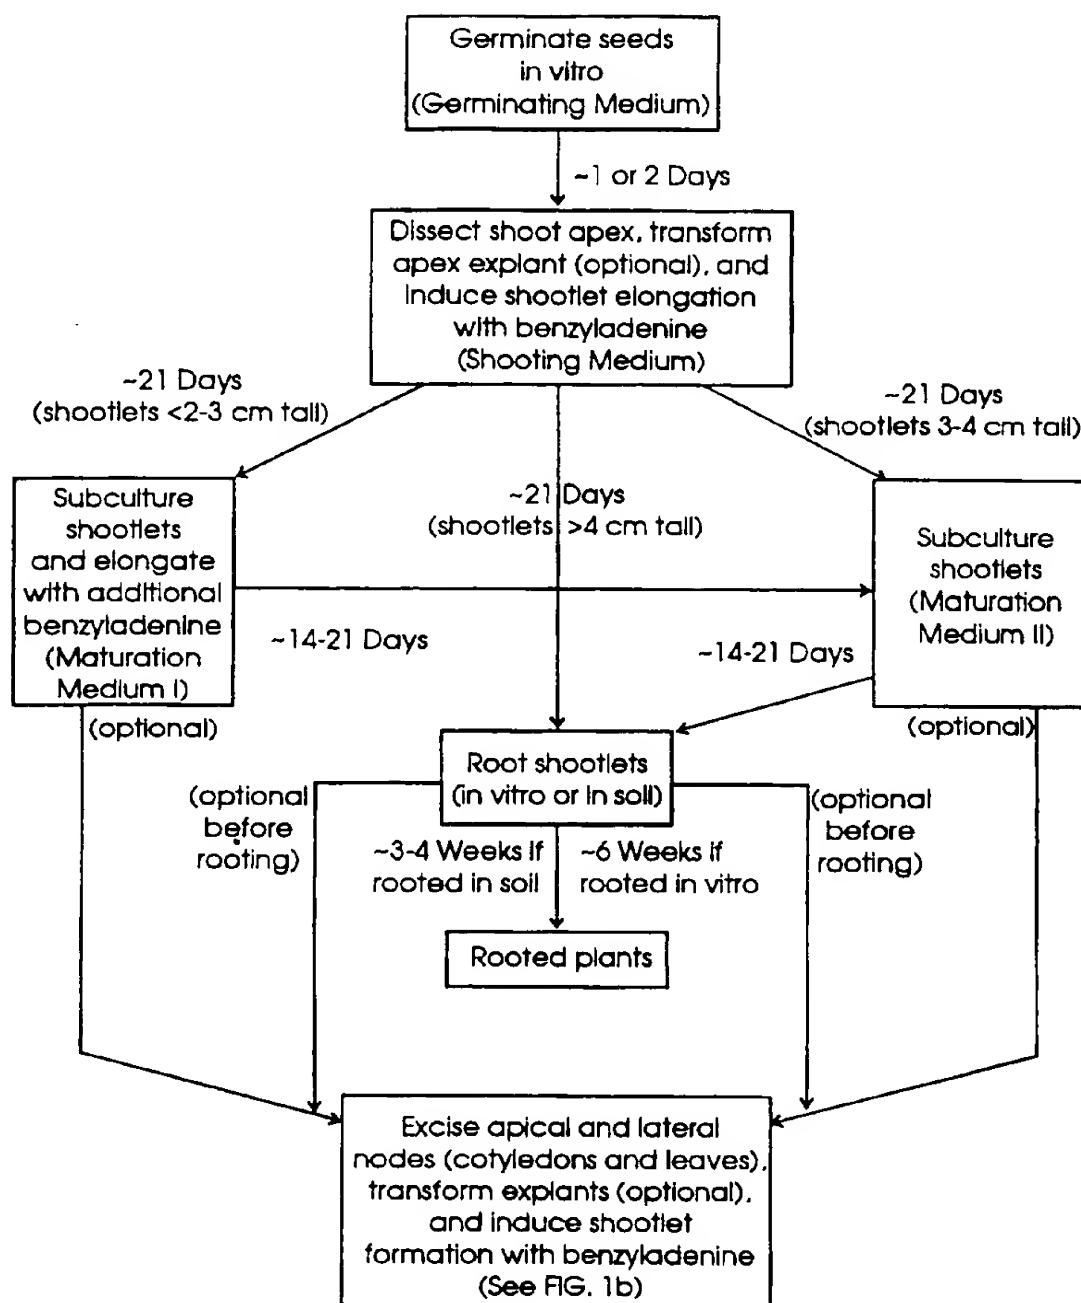 Germinate seeds
in vitro
(Germinating Medium)
~1 or 2 Days
Dissect shoot apex, transform
apex explant (optional), and
induce shootlet elongation
with benzyladenine
(Shooting Medium)
~21 Days
(shootlets <2-3 cm tall)
~21 Days
(shootlets >4 cm tall)
~21 Days
(shootlets 3-4 cm tall)
Subculture
shootlets
and elongate
with additional
benzyladenine
(Maturation
Medium I)
Subculture
shootlets
(Maturation
Medium II)
~14-21 Days
~14-21 Days
(optional)
(optional)
Root shootlets
(in vitro or in soil)
(optional
before
rooting)
(optional
before
rooting)
~3-4 Weeks if
rooted in soil
~6 Weeks if
rooted in vitro
Rooted plants
Excise apical and lateral
nodes (cotyledons and leaves),
transform explants (optional),
and induce shootlet
formation with benzyladenine
(See FIG. 1b)